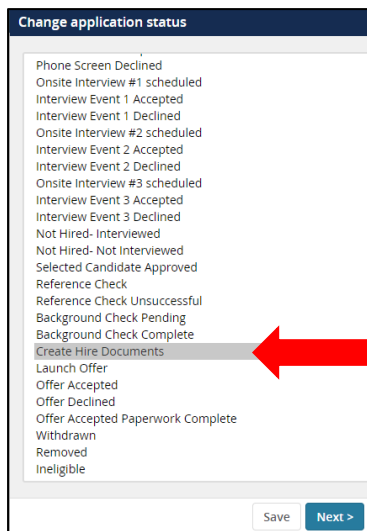 Change application status
Phone Screen Declined
Onsite Interview #1 scheduled
Interview Event 1 Accepted
Interview Event 1 Declined
Onsite Interview #2 scheduled
Interview Event 2 Accepted
Interview Event 2 Declined
Onsite Interview #3 scheduled
Interview Event 3 Accepted
Interview Event 3 Declined
Not Hired- Interviewed
Not Hired- Not Interviewed
Selected Candidate Approved
Reference Check
Reference Check Unsuccessful
Background Check Pending
Background Check Complete
Create Hire Documents
Launch Offer
Offer Accepted
Offer Declined
Offer Accepted Paperwork Complete
Withdrawn
Removed
Ineligible
Save Next >